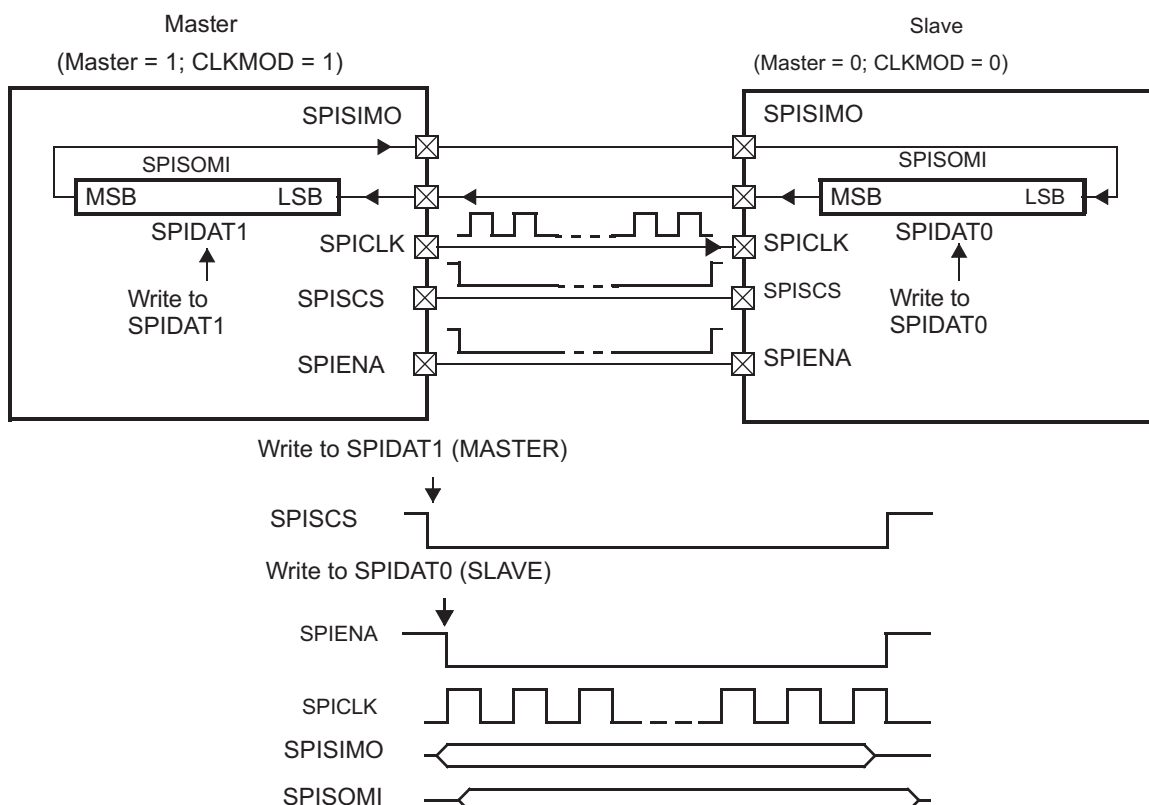 Master
(Master = 1; CLKMOD = 1)
Slave
(Master = 0; CLKMOD = 0)
SPISIMO
SPISIMO
SPISOMI
SPISOMI
MSB LSB
MSB LSB
SPIDAT1
SPIDAT0
SPICLK
SPICLK
Write to
SPIDAT1
SPISCS
SPISCS
Write to
SPIDAT0
SPIENA
SPIENA
Write to SPIDAT1 (MASTER)
SPISCS
Write to SPIDAT0 (SLAVE)
SPIENA
SPICLK
SPISIMO
SPISOMI